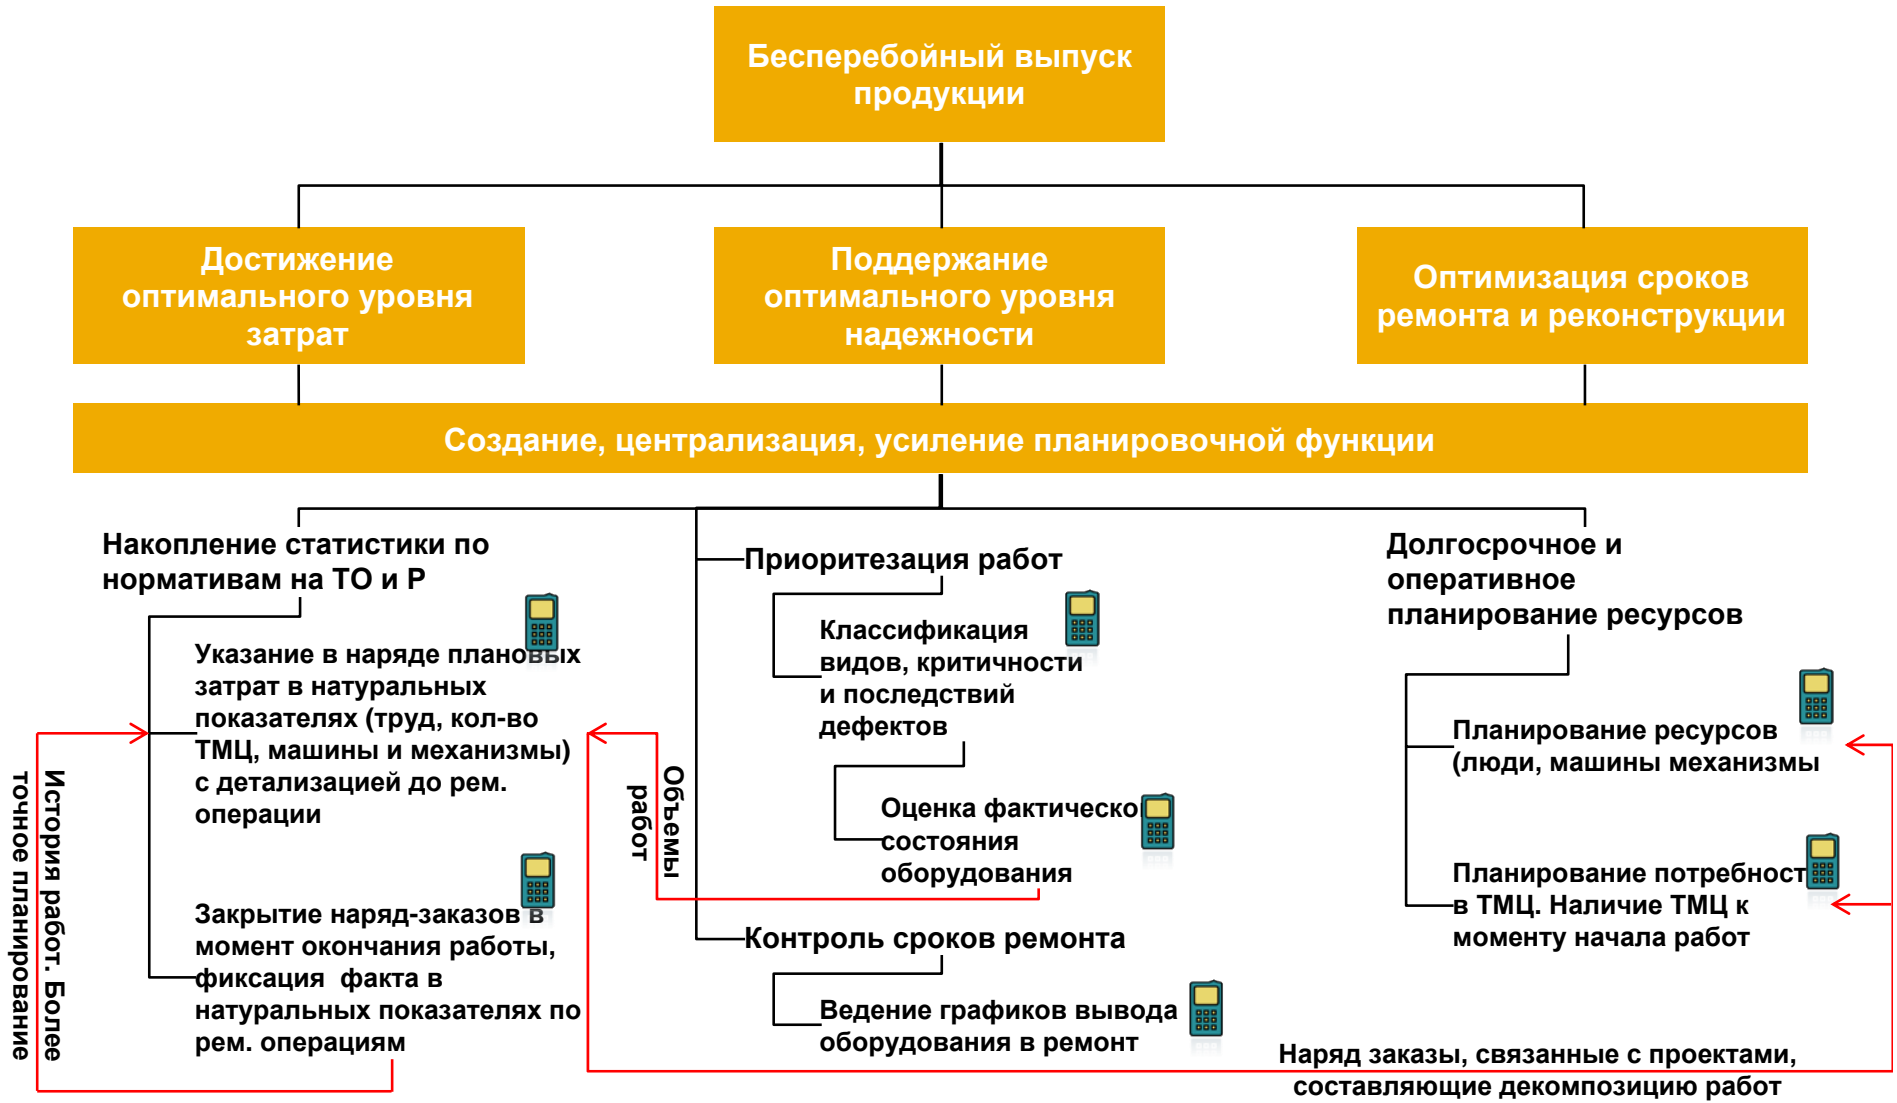 Бесперебойный выпуск
продукции
Достижение
оптимального уровня
затрат
Поддержание
оптимального уровня
надежности
Оптимизация сроков
ремонта и реконструкции
Создание, централизация, усиление планировочной функции
Накопление статистики по
нормативам на ТО и Р
Указание в наряде плановых
затрат в натуральных
показателях (труд, кол-во
ТМЦ, машины и механизмы)
с детализацией до рем.
операции
Закрытие наряд-заказов в
момент окончания работы,
фиксация факта в
натуральных показателях по
рем. операциям
История работ. Более
точное планирование
Приоритезация работ
Классификация
видов, критичности
и последствий
дефектов
Оценка фактическо
состояния
оборудования
Объемы
работ
Контроль сроков ремонта
Ведение графиков вывода
оборудования в ремонт
Долгосрочное и
оперативное
планирование ресурсов
Планирование ресурсов
(люди, машины механизмы
Планирование потребност
в ТМЦ. Наличие ТМЦ к
моменту начала работ
Наряд заказы, связанные с проектами,
составляющие декомпозицию работ